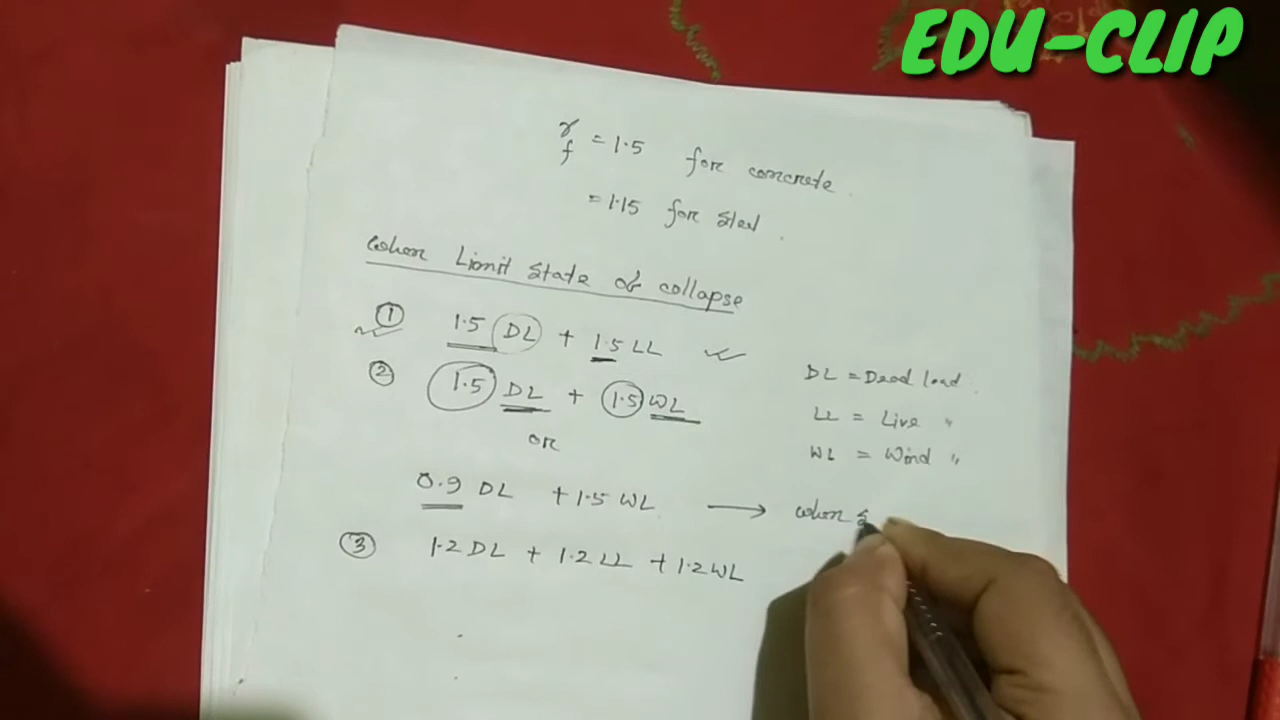 EDU-CLIP
γf = 1.5 for concrete.
= 1.15 for steel.
When Limit State of collapse
① 1.5 DL + 1.5 LL
② 1.5 DL + 1.5 WL
OR
0.9 DL + 1.5 WL → when
③ 1.2 DL + 1.2 LL + 1.2 WL
DL = Dead load.
LL = Live "
WL = Wind "